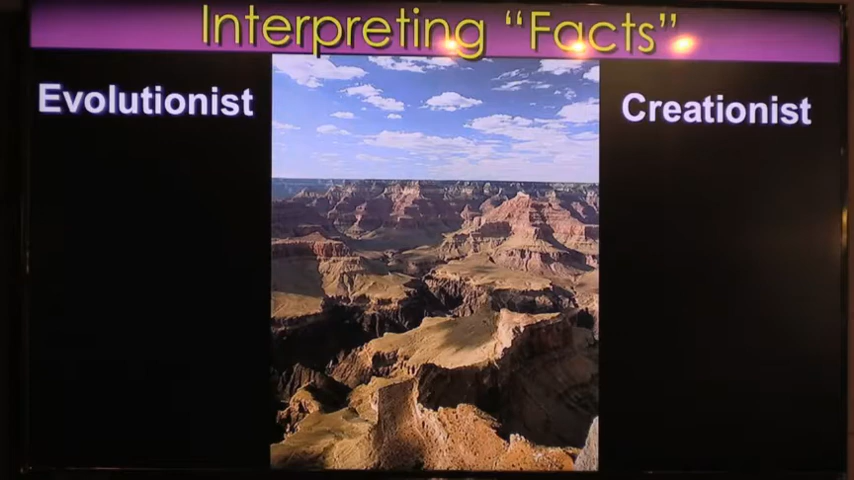 Interpreting “Facts”
Evolutionist
Creationist